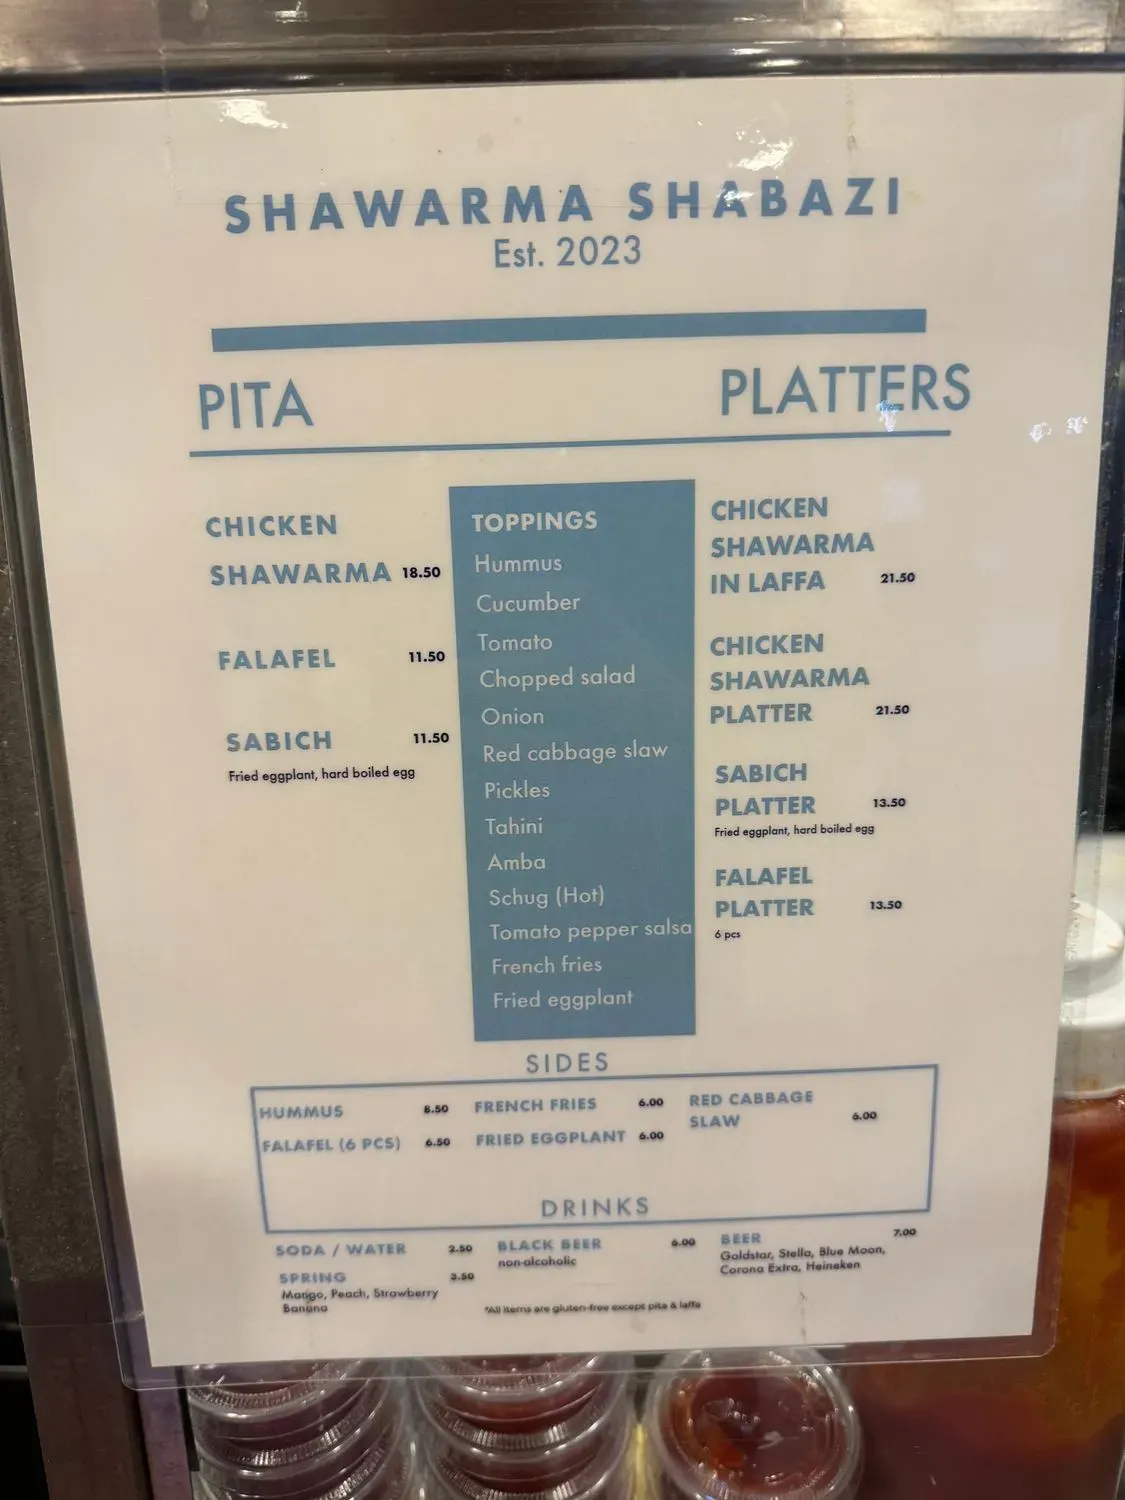 SHAWARMA SHABAZI
Est. 2023
PITA
CHICKEN
SHAWARMA 18.50
FALAFEL 11.50
SABICH 11.50
Fried eggplant, hard boiled egg
TOPPINGS
Hummus
Cucumber
Tomato
Chopped salad
Onion
Red cabbage slaw
Pickles
Tahini
Amba
Schug (Hot)
Tomato pepper salsa
French fries
Fried eggplant
PLATTERS
CHICKEN
SHAWARMA
IN LAFFA 21.50
CHICKEN
SHAWARMA
PLATTER 21.50
SABICH
PLATTER 13.50
Fried eggplant, hard boiled egg
FALAFEL
PLATTER 13.50
6 pcs
SIDES
HUMMUS 8.50
FALAFEL (6 PCS) 6.50
FRENCH FRIES 6.00
FRIED EGGPLANT 6.00
RED CABBAGE
SLAW 6.00
DRINKS
SODA / WATER 2.50
SPRING 3.50
Mango, Peach, Strawberry
Banana
BLACK BEER 6.00
non-alcoholic
BEER 7.00
Goldstar, Stella, Blue Moon,
Corona Extra, Heineken
*All items are gluten-free except pita & laffa